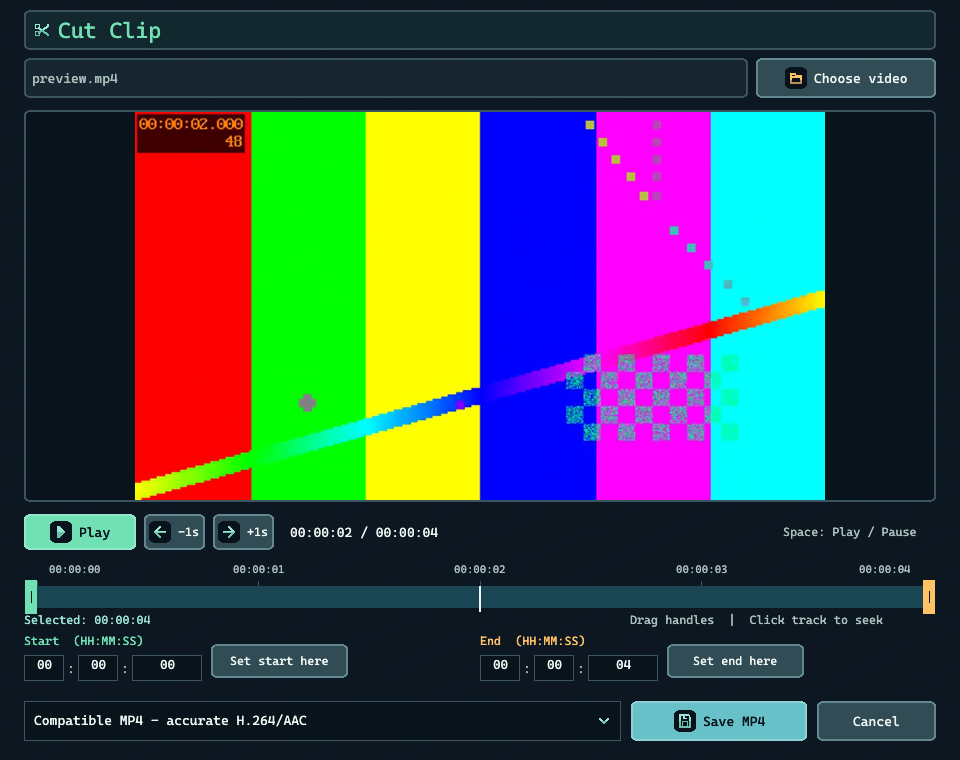 Cut Clip
preview.mp4
Choose video
00:00:02.000
48
Play
-1s
+1s
00:00:02 / 00:00:04
Space: Play / Pause
00:00:00
00:00:01
00:00:02
00:00:03
00:00:04
Selected: 00:00:04
Drag handles | Click track to seek
Start (HH:MM:SS)
End (HH:MM:SS)
00 : 00 : 00
Set start here
00 : 00 : 04
Set end here
Compatible MP4 – accurate H.264/AAC
Save MP4
Cancel